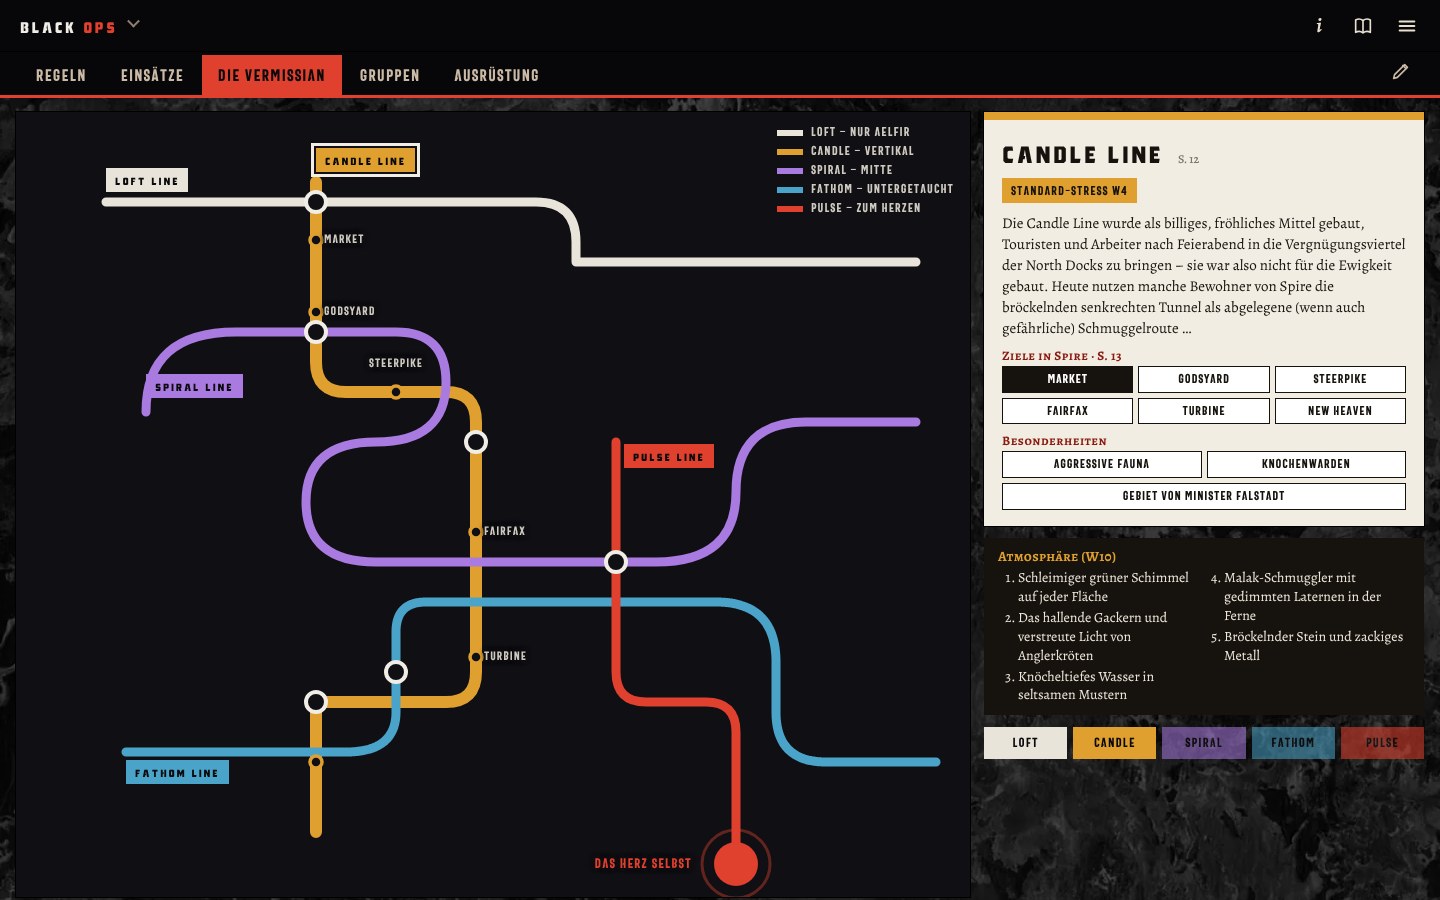 BLACK OPS
i
REGELN
EINSÄTZE
DIE VERMISSIAN
GRUPPEN
AUSRÜSTUNG
LOFT – NUR AELFIR
CANDLE – VERTIKAL
SPIRAL – MITTE
FATHOM – UNTERGETAUCHT
PULSE – ZUM HERZEN
CANDLE LINE
LOFT LINE
MARKET
GODSYARD
STEERPIKE
SPIRAL LINE
PULSE LINE
FAIRFAX
TURBINE
FATHOM LINE
DAS HERZ SELBST
CANDLE LINE S. 12
STANDARD-STRESS W4
Die Candle Line wurde als billiges, fröhliches Mittel gebaut,
Touristen und Arbeiter nach Feierabend in die Vergnügungsviertel
der North Docks zu bringen – sie war also nicht für die Ewigkeit
gebaut. Heute nutzen manche Bewohner von Spire die
bröckelnden senkrechten Tunnel als abgelegene (wenn auch
gefährliche) Schmuggelroute ...
Ziele in Spire · S. 13
MARKET
GODSYARD
STEERPIKE
FAIRFAX
TURBINE
NEW HEAVEN
Besonderheiten
AGGRESSIVE FAUNA
KNOCHENWARDEN
GEBIET VON MINISTER FALSTADT
Atmosphäre (W10)
1. Schleimiger grüner Schimmel
auf jeder Fläche
2. Das hallende Gackern und
verstreute Licht von
Anglerkröten
3. Knöcheltiefes Wasser in
seltsamen Mustern
4. Malak-Schmuggler mit
gedimmten Laternen in der
Ferne
5. Bröckelnder Stein und zackiges
Metall
LOFT
CANDLE
SPIRAL
FATHOM
PULSE